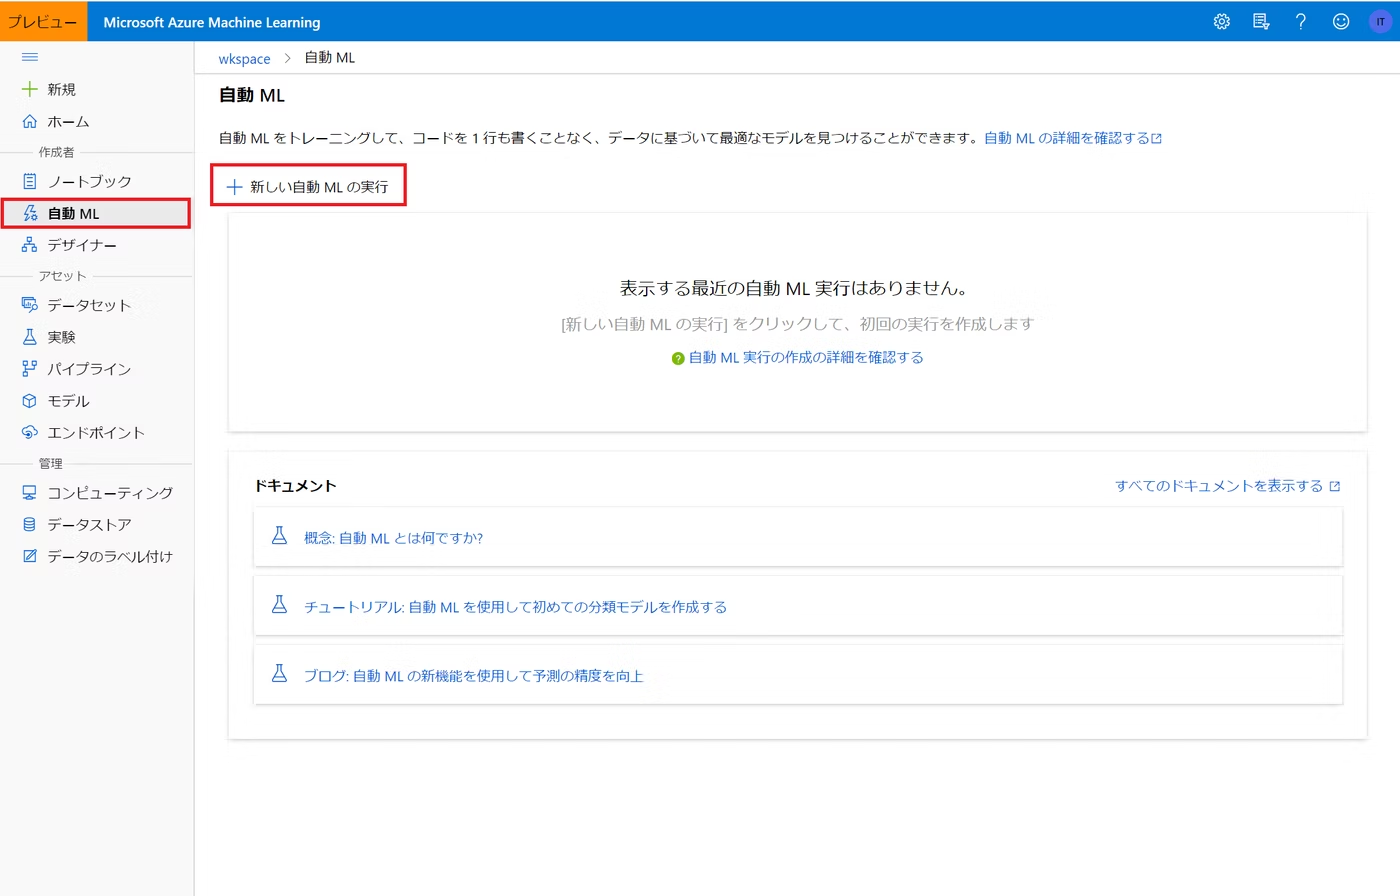 プレビュー
Microsoft Azure Machine Learning
IT
新規
ホーム
作成者
ノートブック
自動 ML
デザイナー
アセット
データセット
実験
パイプライン
モデル
エンドポイント
管理
コンピューティング
データストア
データのラベル付け
wkspace > 自動 ML
自動 ML
自動 ML をトレーニングして、コードを 1 行も書くことなく、データに基づいて最適なモデルを見つけることができます。自動 ML の詳細を確認する
新しい自動 ML の実行
表示する最近の自動 ML 実行はありません。
[新しい自動 ML の実行] をクリックして、初回の実行を作成します
自動 ML 実行の作成の詳細を確認する
ドキュメント
すべてのドキュメントを表示する
概念: 自動 ML とは何ですか?
チュートリアル: 自動 ML を使用して初めての分類モデルを作成する
ブログ: 自動 ML の新機能を使用して予測の精度を向上